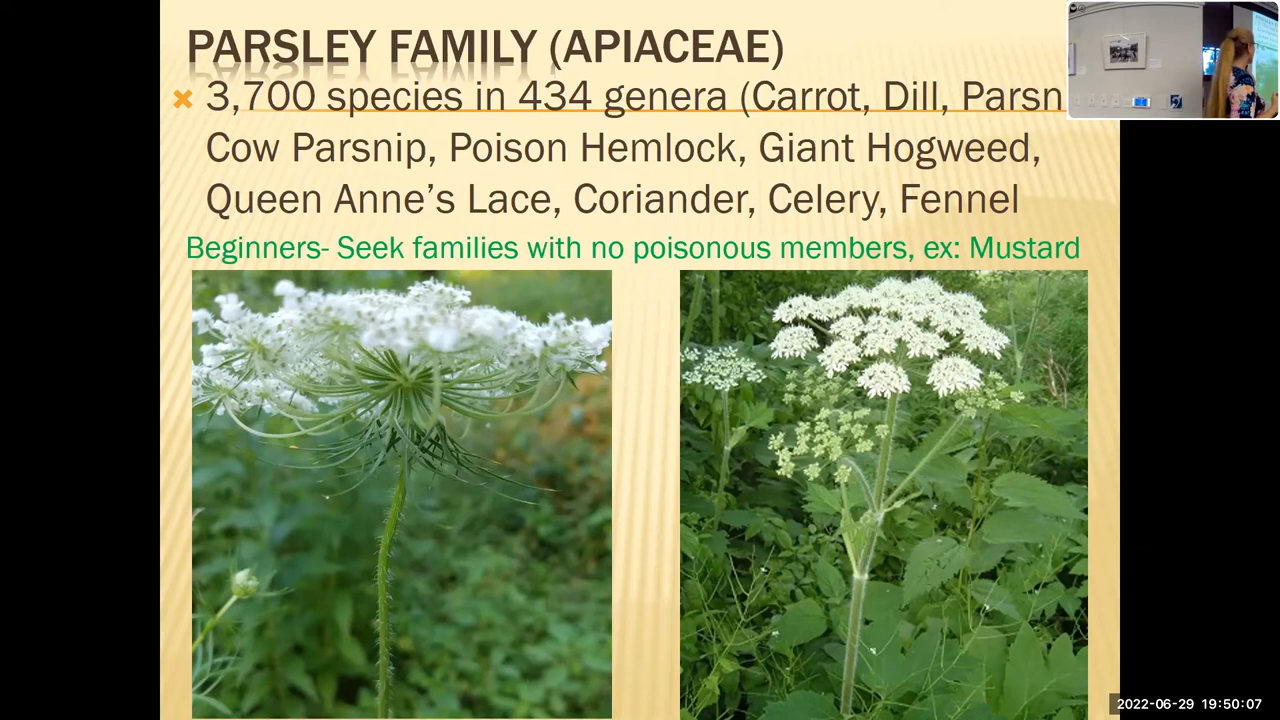 PARSLEY FAMILY (APIACEAE)
3,700 species in 434 genera (Carrot, Dill,
Cow Parsnip, Poison Hemlock, Giant Hogweed,
Queen Anne's Lace, Coriander, Celery, Fennel
Beginners- Seek families with no poisonous members, ex: Mustard
2022-06-29 19:50:07